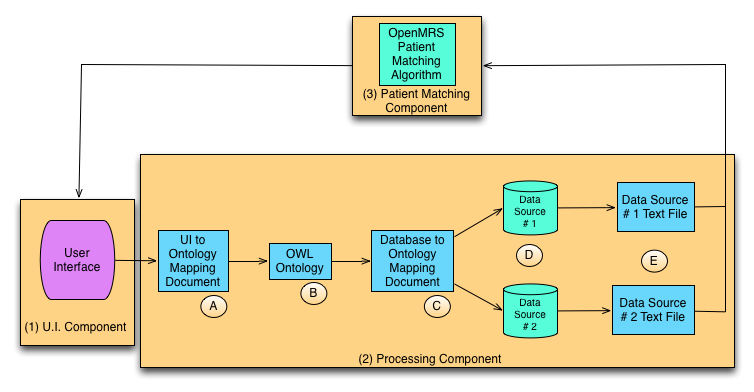 OpenMRS
Patient
Matching
Algorithm
(3) Patient Matching
Component
User
Interface
(1) U.I. Component
UI to
Ontology
Mapping
Document
A
OWL
Ontology
B
Database to
Ontology
Mapping
Document
C
Data
Source
# 1
D
Data
Source
#2
Data Source
# 1 Text File
E
Data Source
# 2 Text File
(2) Processing Component